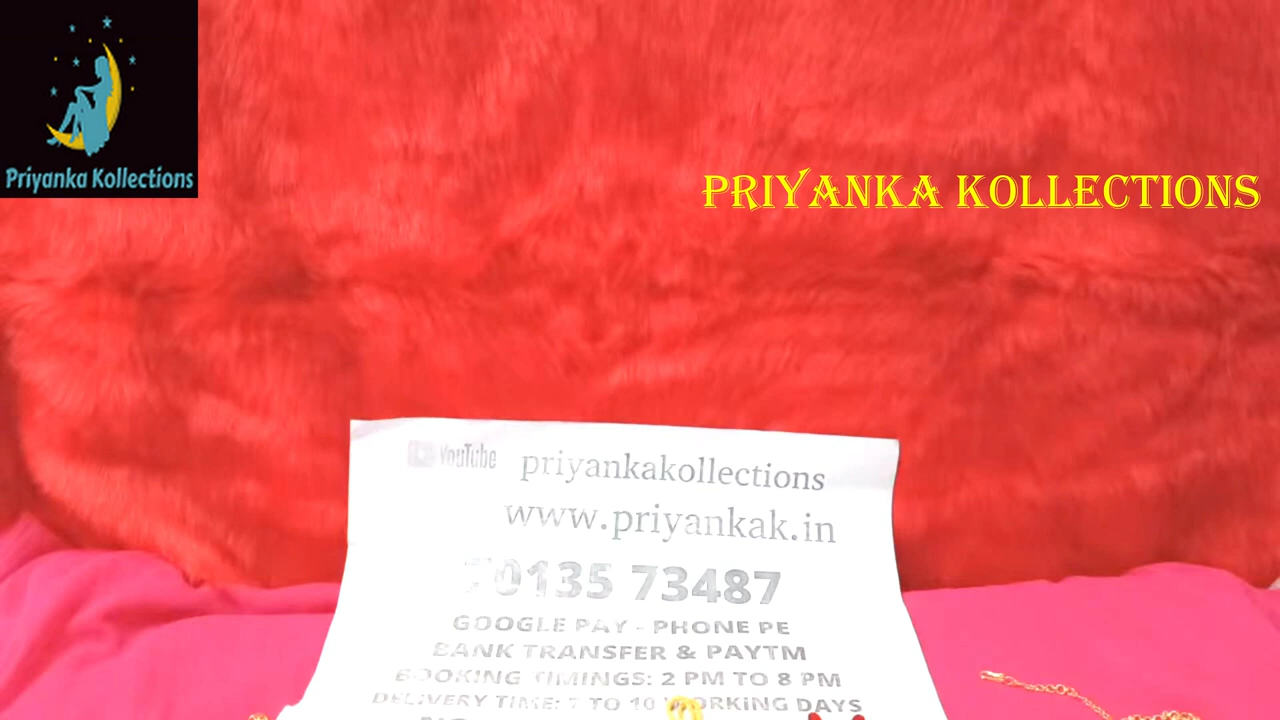 Priyanka Kollections
PRIYANKA KOLLECTIONS
YouTube priyankakollections
www.priyankak.in
70135 73487
GOOGLE PAY - PHONE PE
BANK TRANSFER & PAYTM
BOOKING TIMINGS: 2 PM TO 8 PM
DELIVERY TIME: 7 TO 10 WORKING DAYS